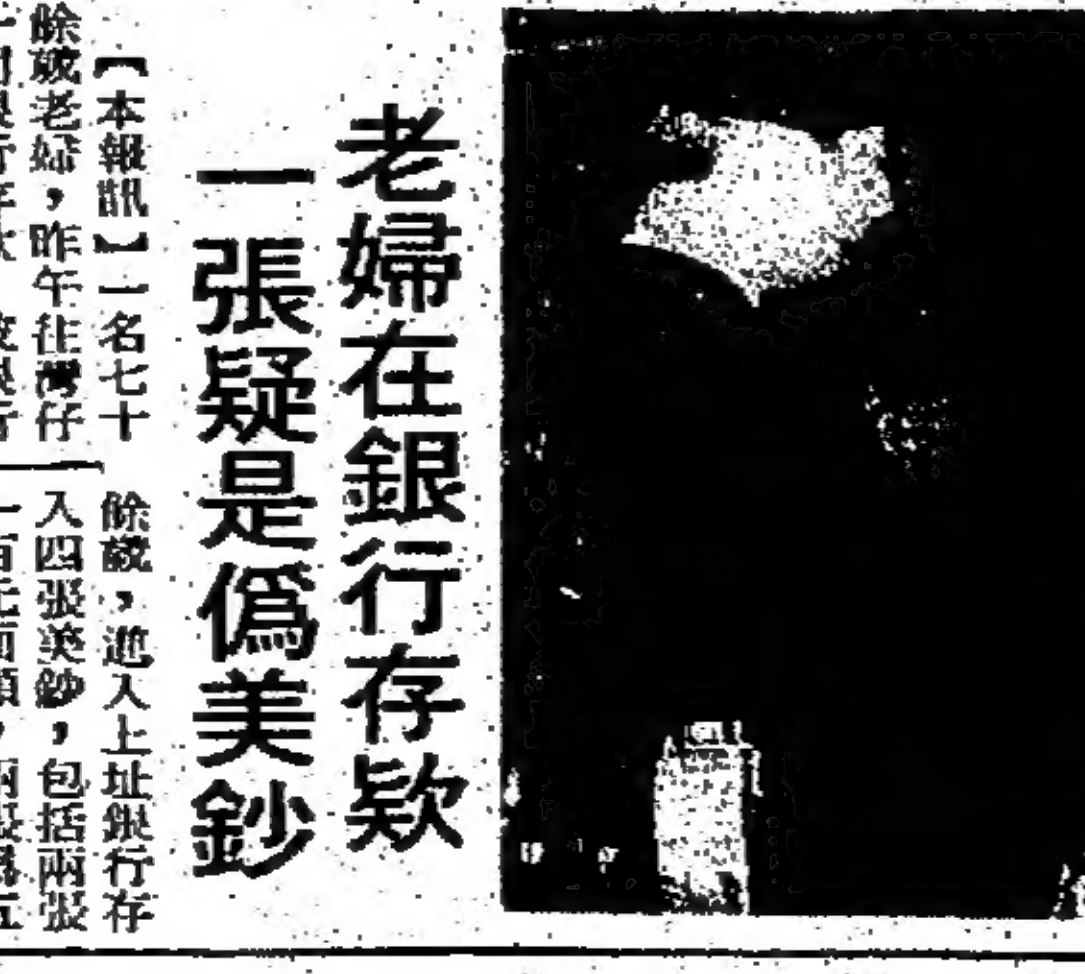 老婦在銀行存欵
一張疑是僞美鈔
【本報訊】一名七十
餘歲老婦，昨午往灣仔
餘歲，進入上址銀行存
入四張美鈔，包括兩張